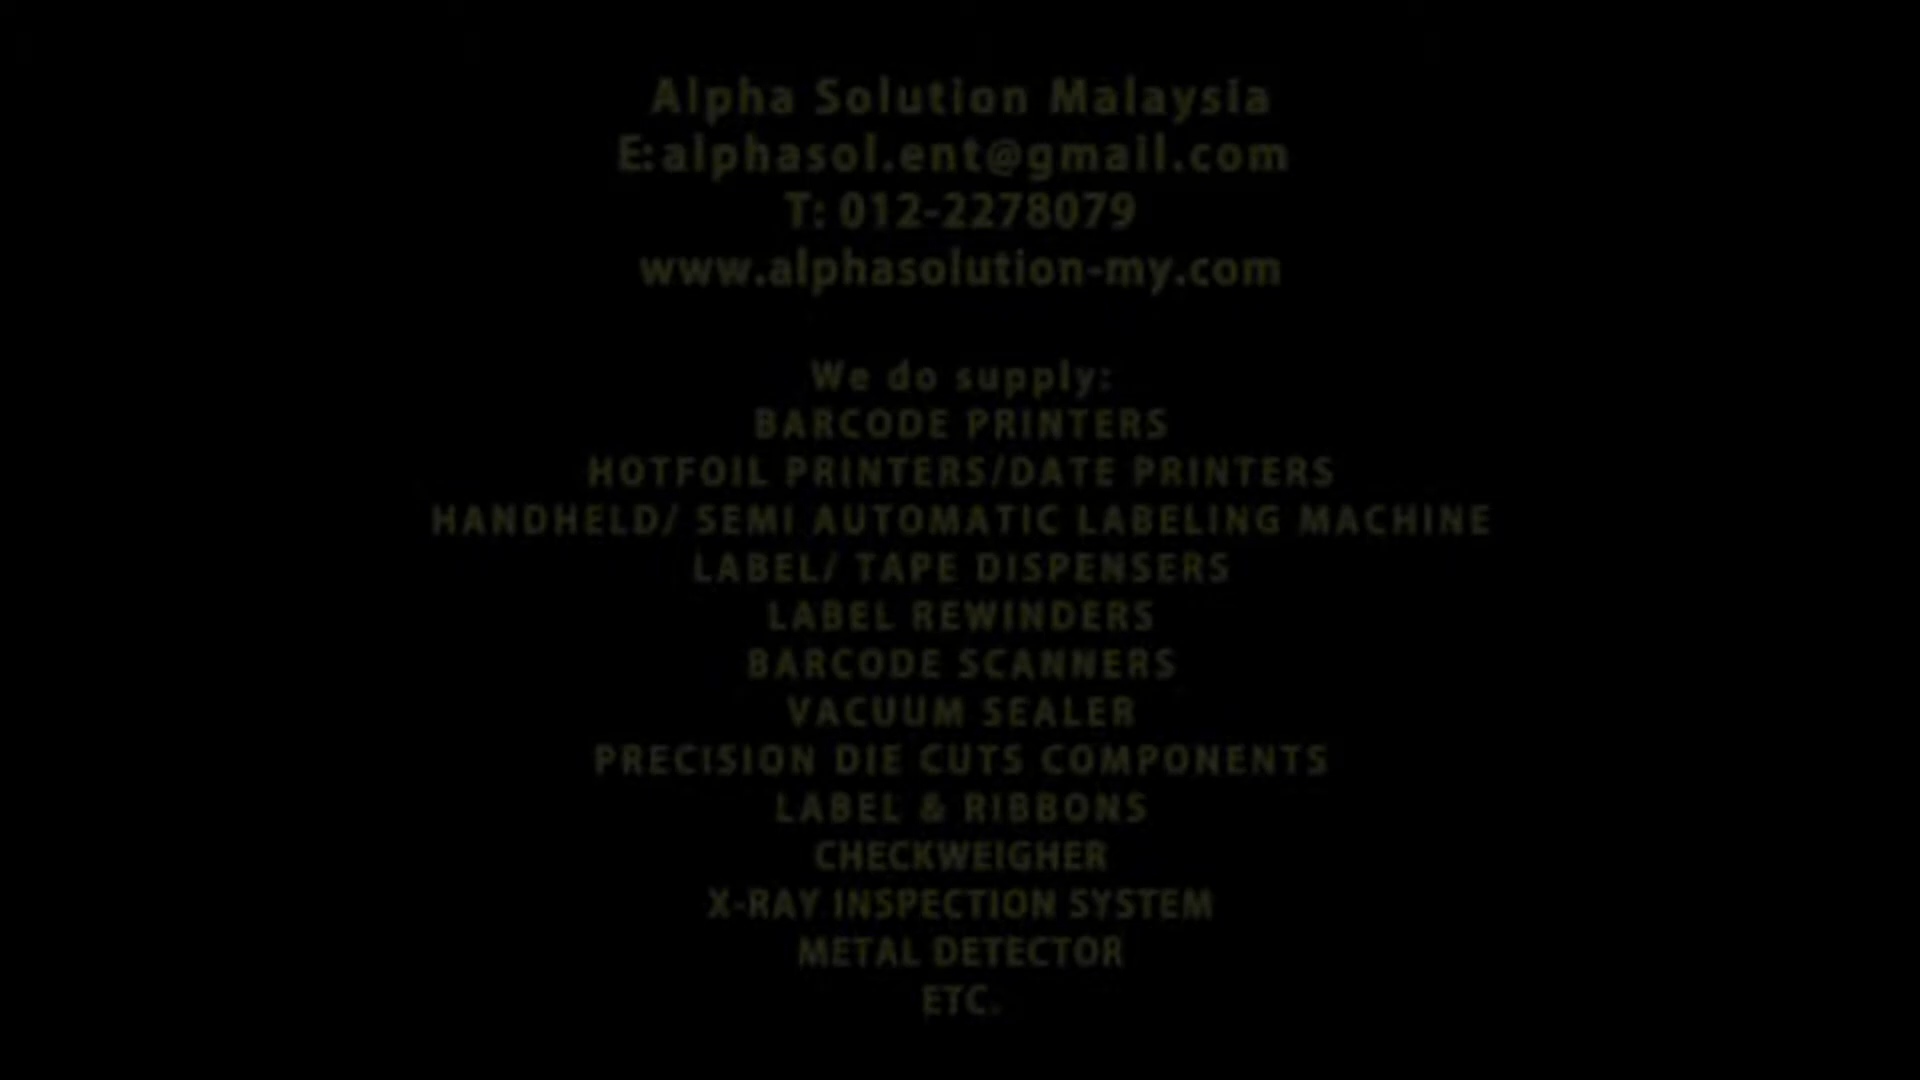 Alpha Solution Malaysia
E:alphasol.ent@gmail.com
T: 012-2278079
www.alphasolution-my.com
We do supply:
BARCODE PRINTERS
HOTFOIL PRINTERS/DATE PRINTERS
HANDHELD/ SEMI AUTOMATIC LABELING MACHINE
LABEL/ TAPE DISPENSERS
LABEL REWINDERS
BARCODE SCANNERS
VACUUM SEALER
PRECISION DIE CUTS COMPONENTS
LABEL & RIBBONS
CHECKWEIGHER
X-RAY INSPECTION SYSTEM
METAL DETECTOR
ETC.